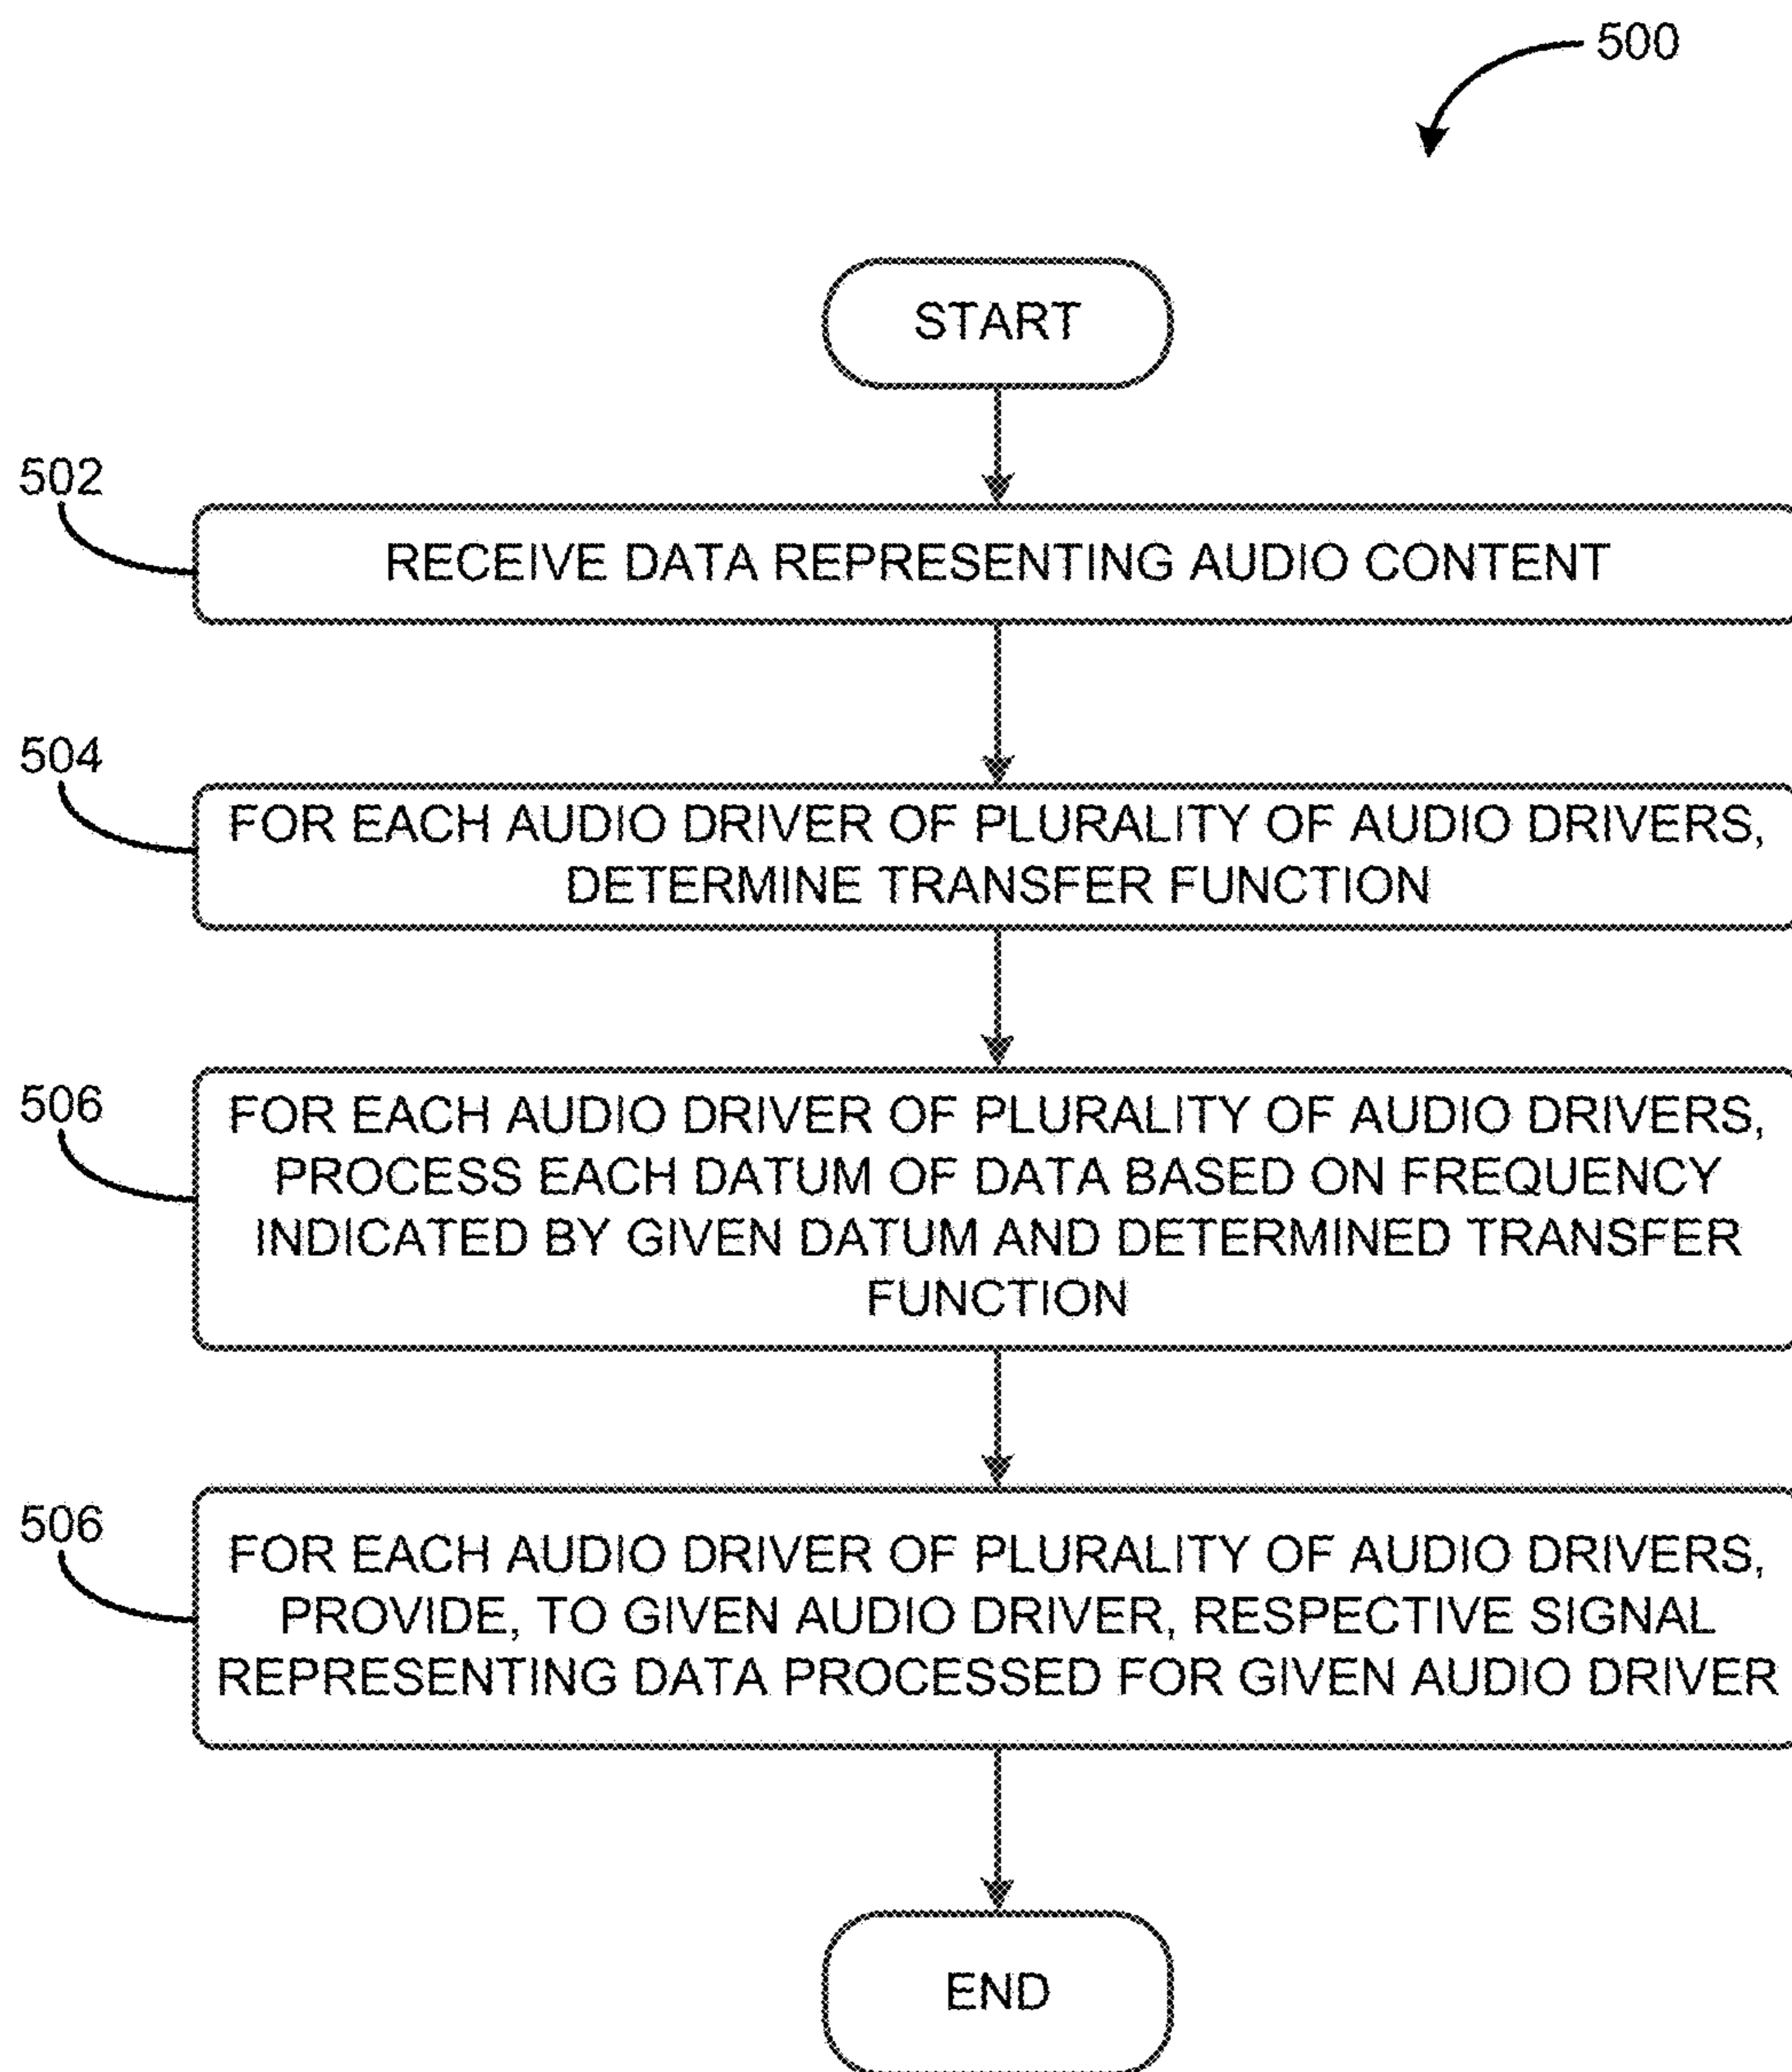 500
START
502
RECEIVE DATA REPRESENTING AUDIO CONTENT
504
FOR EACH AUDIO DRIVER OF PLURALITY OF AUDIO DRIVERS,
DETERMINE TRANSFER FUNCTION
506
FOR EACH AUDIO DRIVER OF PLURALITY OF AUDIO DRIVERS,
PROCESS EACH DATUM OF DATA BASED ON FREQUENCY
INDICATED BY GIVEN DATUM AND DETERMINED TRANSFER
FUNCTION
506
FOR EACH AUDIO DRIVER OF PLURALITY OF AUDIO DRIVERS,
PROVIDE, TO GIVEN AUDIO DRIVER, RESPECTIVE SIGNAL
REPRESENTING DATA PROCESSED FOR GIVEN AUDIO DRIVER
END